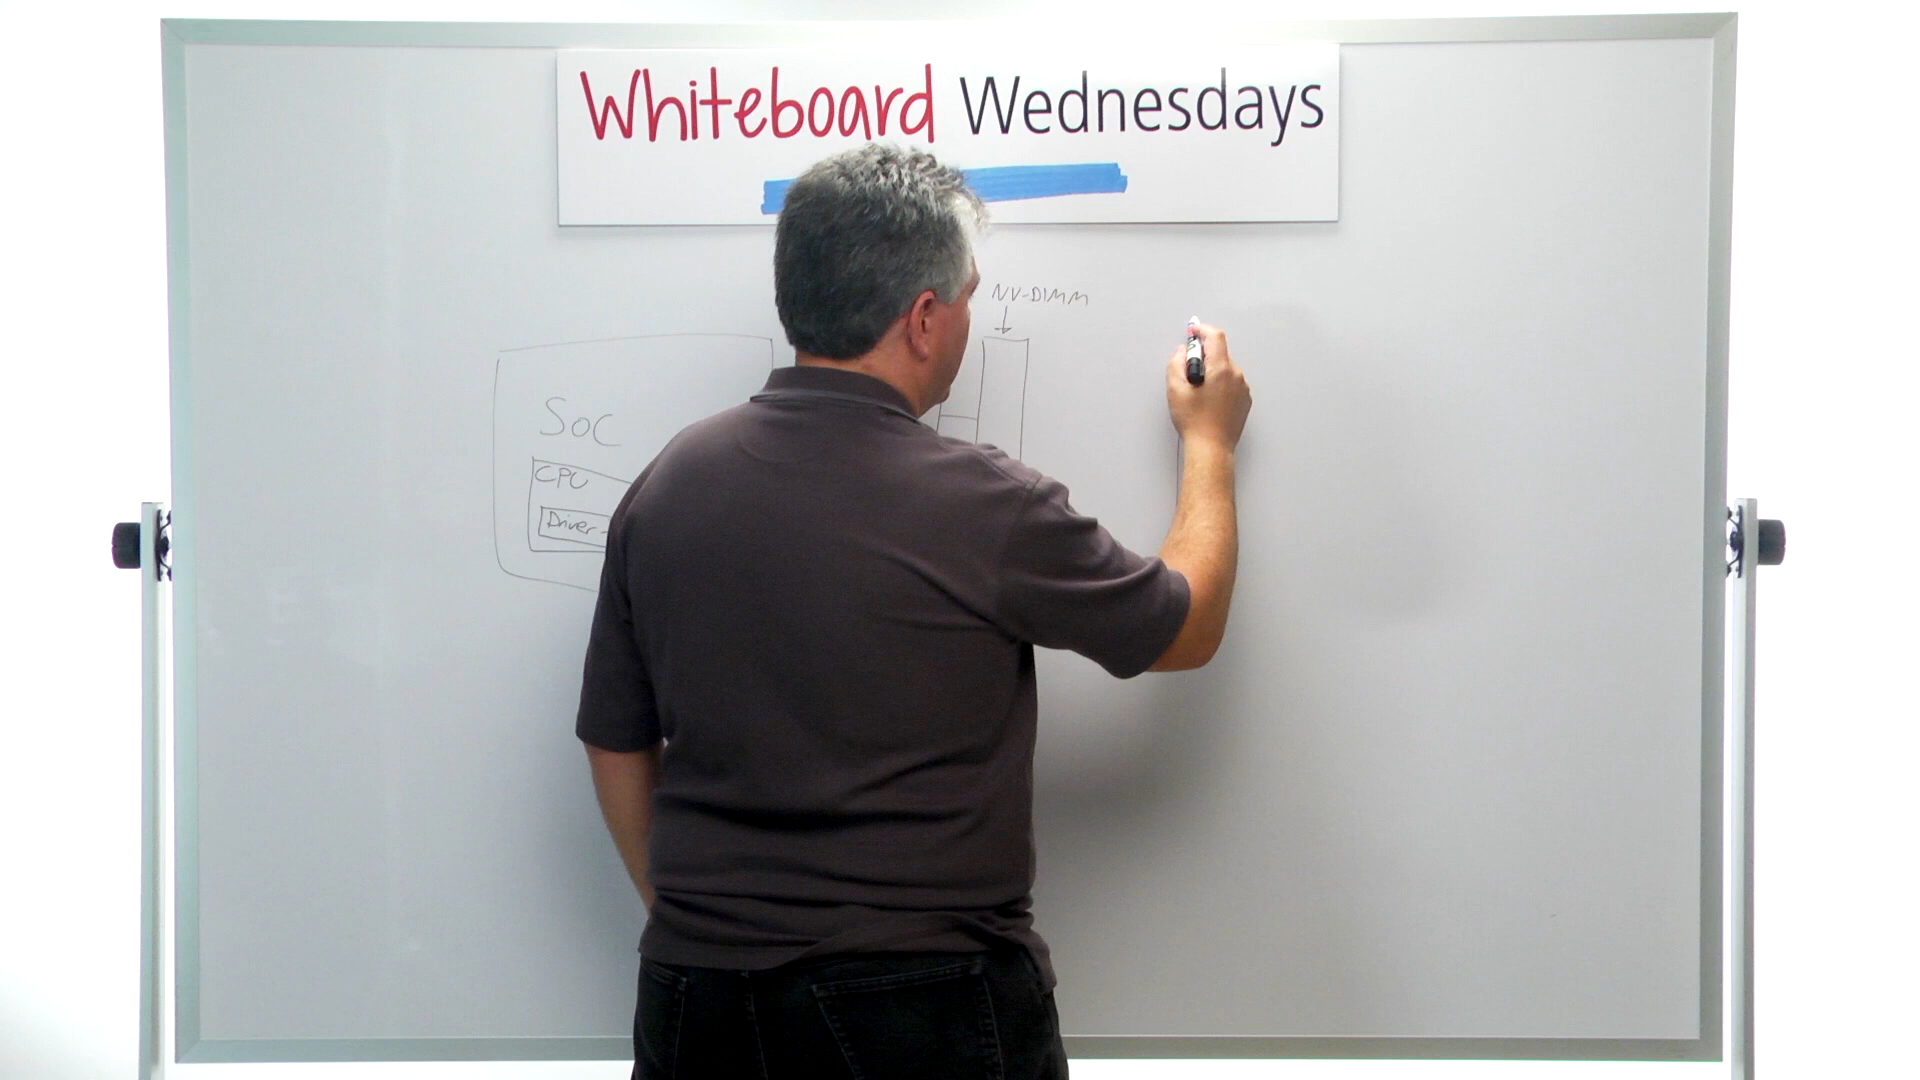 Whiteboard Wednesdays
NV-DIMM
SoC
CPU
Driver